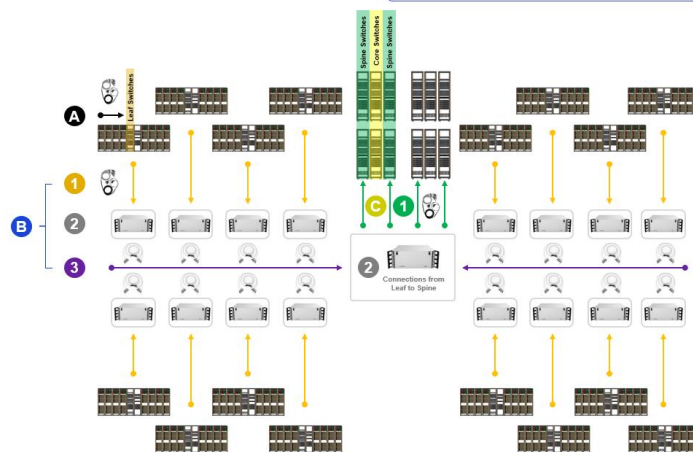 Spine Switches
Core Switches
Spine Switches
Leaf Switches
A
1
C
1
B
2
2
3
Connections from
Leaf to Spine